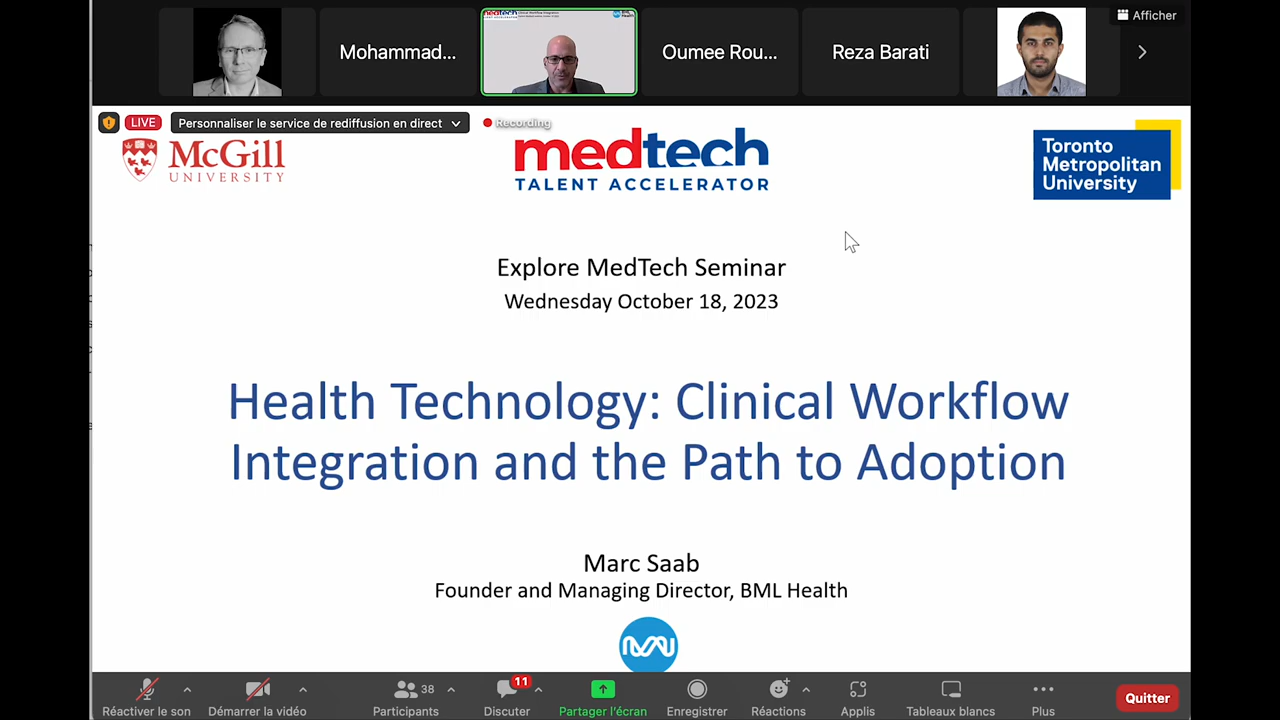 Afficher
Mohammad...
medtech
Oumee Rou...
Reza Barati
LIVE
Personnaliser le service de rediffusion en direct
Recording
McGill
UNIVERSITY
medtech
TALENT ACCELERATOR
Toronto
Metropolitan
University
Explore MedTech Seminar
Wednesday October 18, 2023
Health Technology: Clinical Workflow
Integration and the Path to Adoption
Marc Saab
Founder and Managing Director, BML Health
38
11
Réactiver le son
Démarrer la vidéo
Participants
Discuter
Partager l'écran
Enregistrer
Réactions
Applis
Tableaux blancs
Plus
Quitter